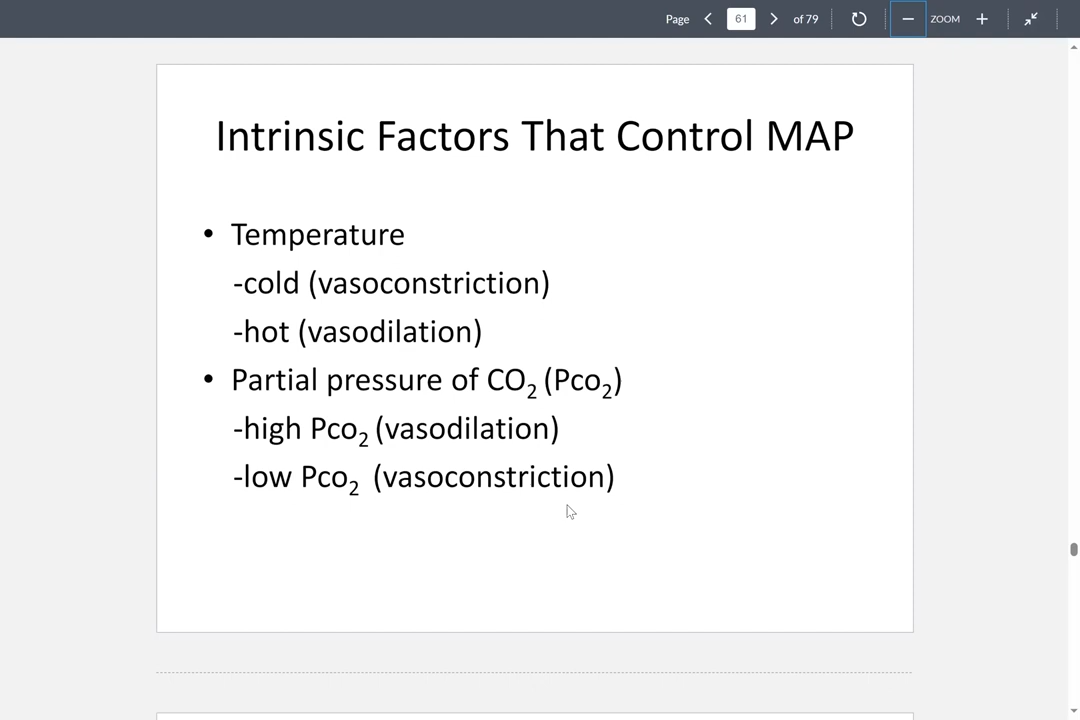 Page 61 of 79 ZOOM
Intrinsic Factors That Control MAP
• Temperature
-cold (vasoconstriction)
-hot (vasodilation)
• Partial pressure of CO₂ (Pco₂)
-high Pco₂ (vasodilation)
-low Pco₂ (vasoconstriction)